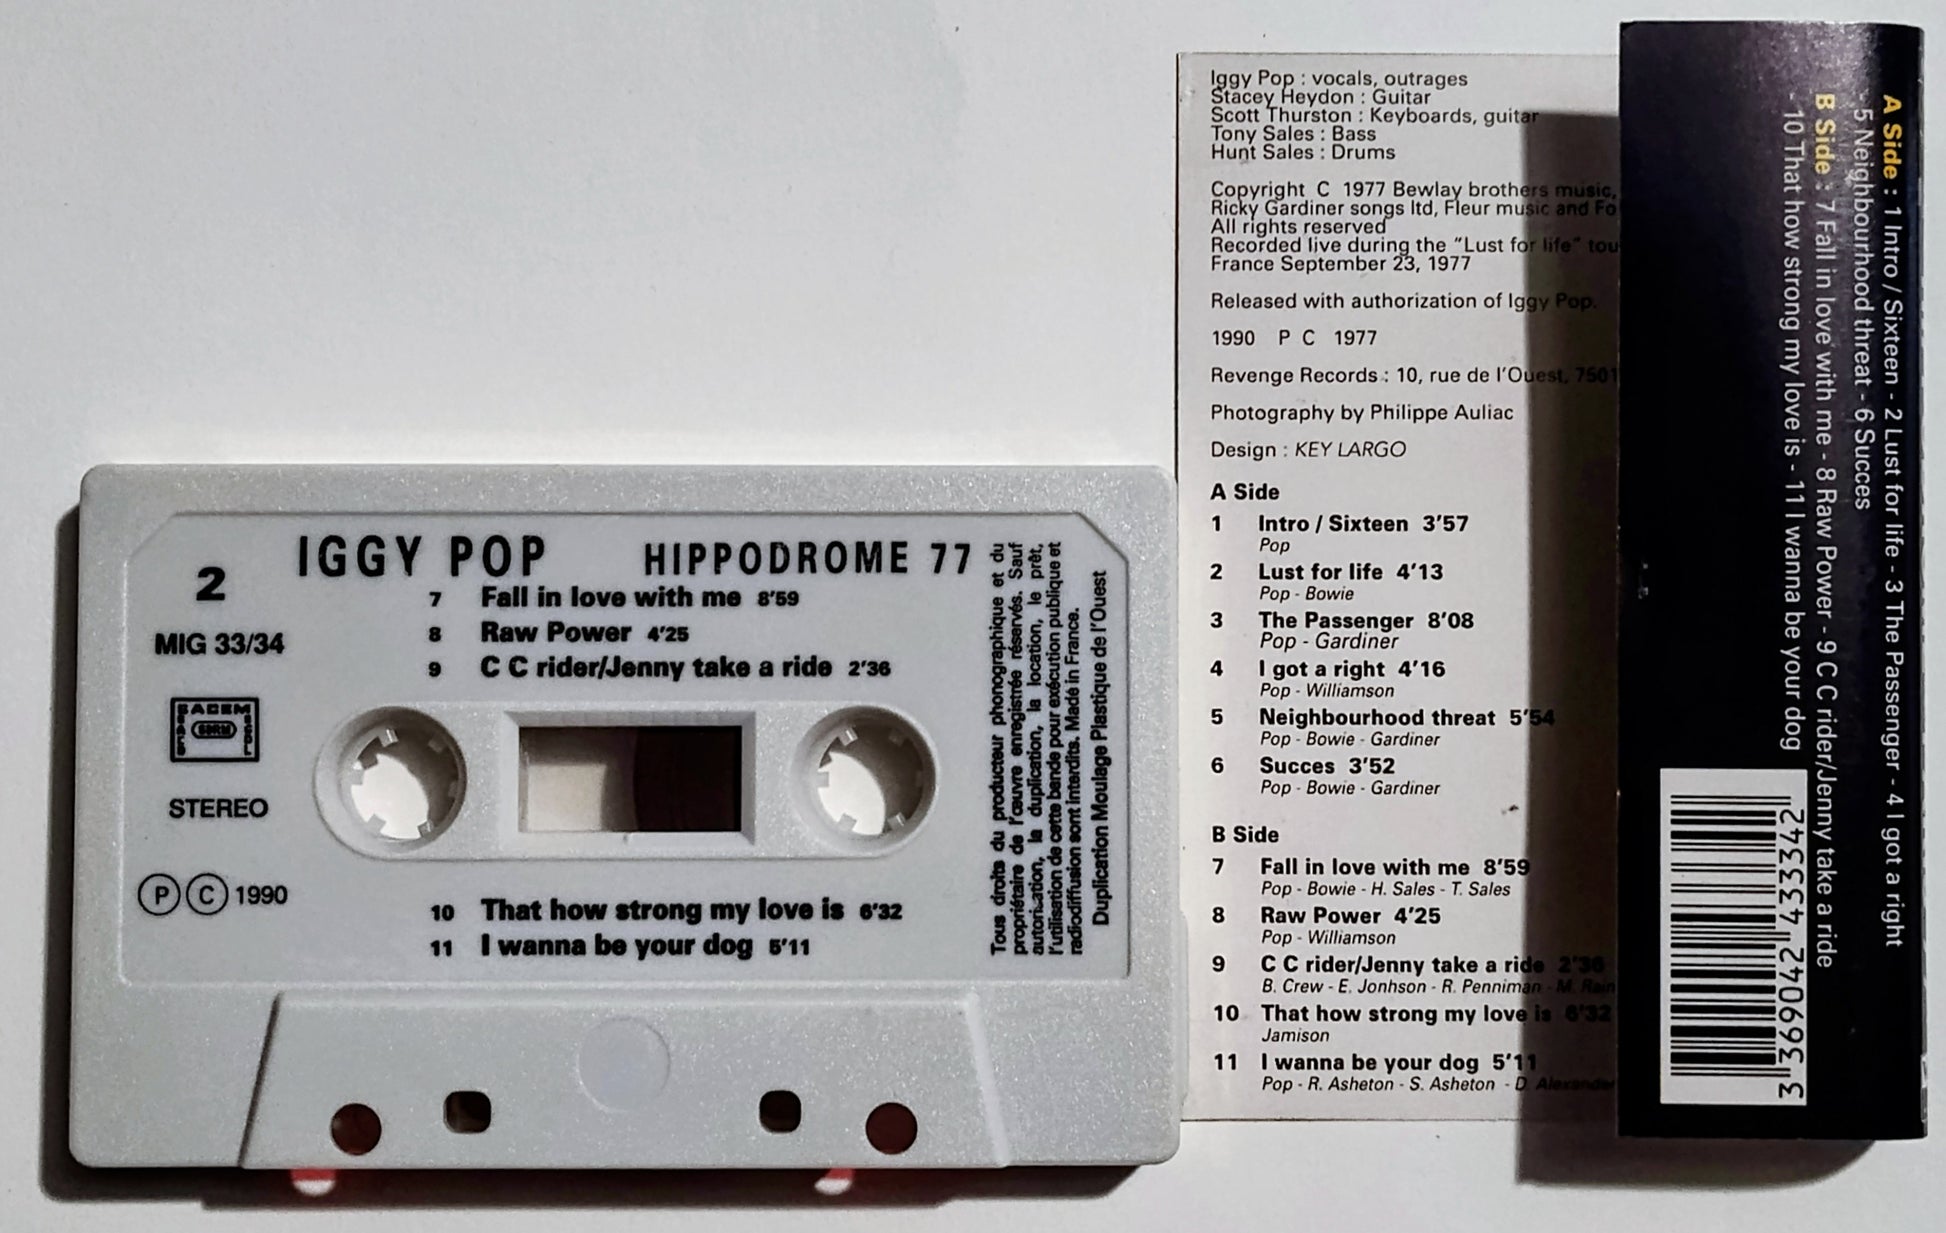 IGGY POP HIPPODROME 77
2
7 Fall in love with me 8'59
8 Raw Power 4'25
9 C C rider/Jenny take a ride 2'36
MIG 33/34
SACEM
SDRM
SACD
SGDL
STEREO
P C 1990
10 That how strong my love is 6'32
11 I wanna be your dog 5'11
Tous droits du producteur phonographique et du
propriétaire de l'œuvre enregistrée réservés. Sauf
autorisation, la duplication, la location, le prêt,
l'utilisation de cette bande pour exécution publique et
radiodiffusion sont interdits. Made in France.
Duplication Moulage Plastique de l'Ouest
Iggy Pop : vocals, outrages
Stacey Heydon : Guitar
Scott Thurston : Keyboards, guitar
Tony Sales : Bass
Hunt Sales : Drums
Copyright C 1977 Bewlay brothers music,
Ricky Gardiner songs ltd, Fleur music and
All rights reserved
Recorded live during the "Lust for life"
France September 23, 1977
Released with authorization of Iggy Pop.
1990 P C 1977
Revenge Records : 10, rue de l'Ouest,
Photography by Philippe Auliac
Design : KEY LARGO
A Side
1 Intro / Sixteen 3'57
Pop
2 Lust for life 4'13
Pop - Bowie
3 The Passenger 8'08
Pop - Gardiner
4 I got a right 4'16
Pop - Williamson
5 Neighbourhood threat 5'54
Pop - Bowie - Gardiner
6 Succes 3'52
Pop - Bowie - Gardiner
B Side
7 Fall in love with me 8'59
Pop - Bowie - H. Sales - T. Sales
8 Raw Power 4'25
Pop - Williamson
9 C C rider/Jenny take a ride 2'36
B. Crew - E. Jonhson - R. Penniman - M.
10 That how strong my love is 6'32
Jamison
11 I wanna be your dog 5'11
Pop - R. Asheton - S. Asheton - D. Alexander
A Side : 1 Intro / Sixteen - 2 Lust for life - 3 The Passenger - 4 I got a right
- 5 Neighbourhood threat - 6 Succes
B Side : 7 Fall in love with me - 8 Raw Power - 9 C C rider/Jenny take a ride
- 10 That how strong my love is - 11 I wanna be your dog
3 369042 433342